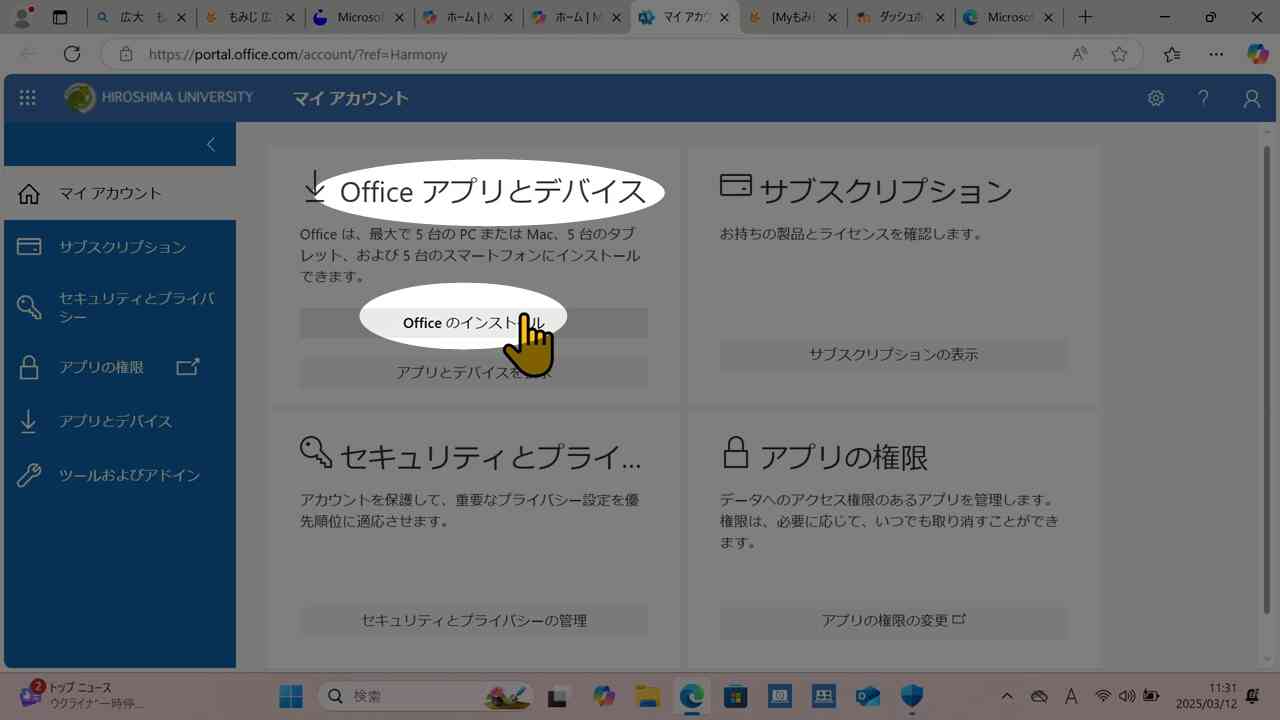 広大 も
もみじ 広
Microsof
ホーム | M
ホーム | M
マイ アカウ
[Myもみじ
ダッシュボ
Microsof
https://portal.office.com/account/?ref=Harmony
HIROSHIMA UNIVERSITY
マイ アカウント
マイ アカウント
サブスクリプション
セキュリティとプライバ
シー
アプリの権限
アプリとデバイス
ツールおよびアドイン
Office アプリとデバイス
Office は、最大で 5 台の PC または Mac、5 台のタブ
レット、および 5 台のスマートフォンにインストール
できます。
Office のインストール
アプリとデバイスを表示
サブスクリプション
お持ちの製品とライセンスを確認します。
サブスクリプションの表示
セキュリティとプライ...
アカウントを保護して、重要なプライバシー設定を優
先順位に適応させます。
セキュリティとプライバシーの管理
アプリの権限
データへのアクセス権限のあるアプリを管理します。
権限は、必要に応じて、いつでも取り消すことができ
ます。
アプリの権限の変更
2
トップ ニュース
ウクライナ"一時停...
検索
A
11:31
2025/03/12